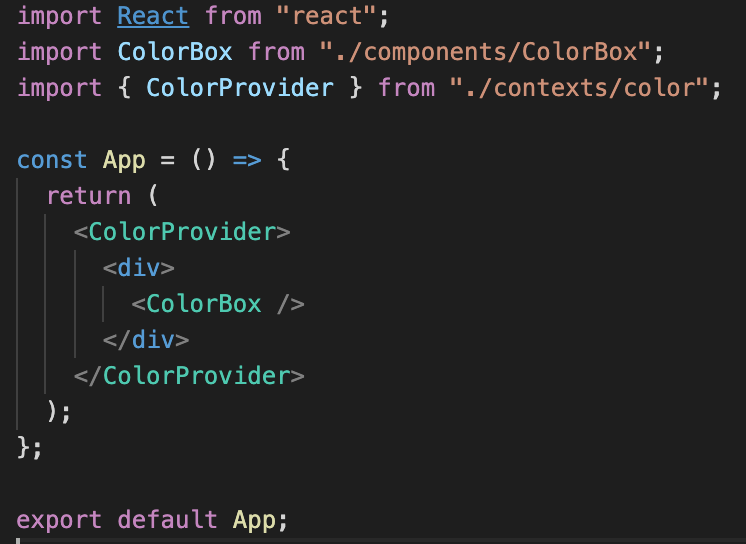 import React from "react";
import ColorBox from "./components/ColorBox";
import { ColorProvider } from "./contexts/color";

const App = () => {
  return (
    <ColorProvider>
      <div>
        <ColorBox />
      </div>
    </ColorProvider>
  );
};

export default App;